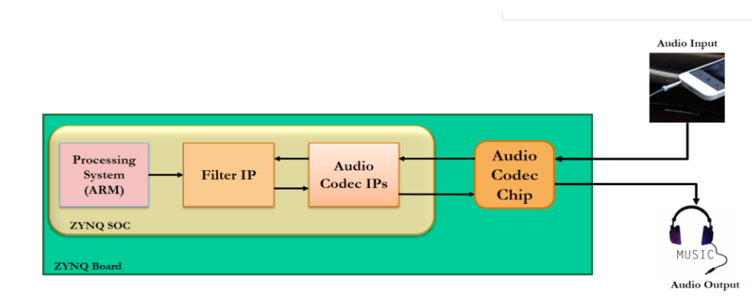 Audio Input
Processing
System
(ARM)
Filter IP
Audio
Codec IPs
Audio
Codec
Chip
ZYNQ SOC
ZYNQ Board
MUSIC
Audio Output